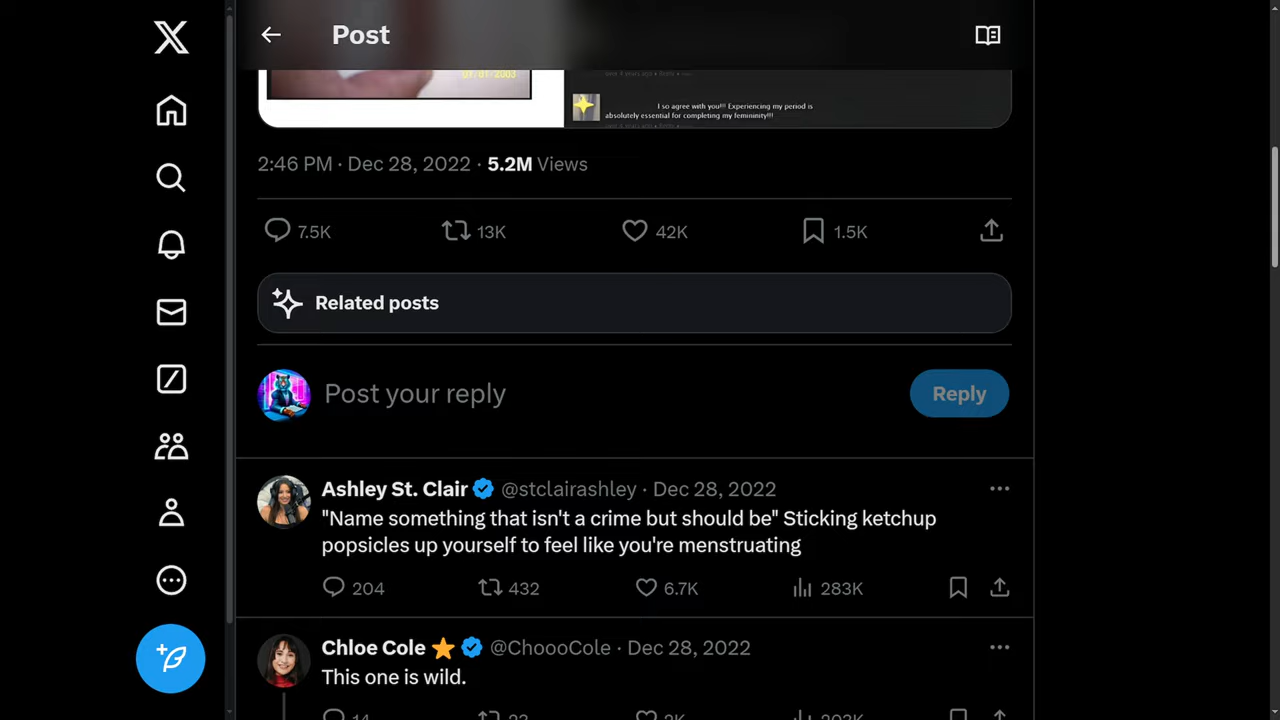 Post
01-01-2003
I so agree with you!!! Experiencing my period is
absolutely essential for completing my femininity!!!
2:46 PM · Dec 28, 2022 · 5.2M Views
7.5K 13K 42K 1.5K
Related posts
Post your reply Reply
Ashley St. Clair @stclairashley · Dec 28, 2022
"Name something that isn't a crime but should be" Sticking ketchup
popsicles up yourself to feel like you're menstruating
204 432 6.7K 283K
Chloe Cole @ChoooCole · Dec 28, 2022
This one is wild.